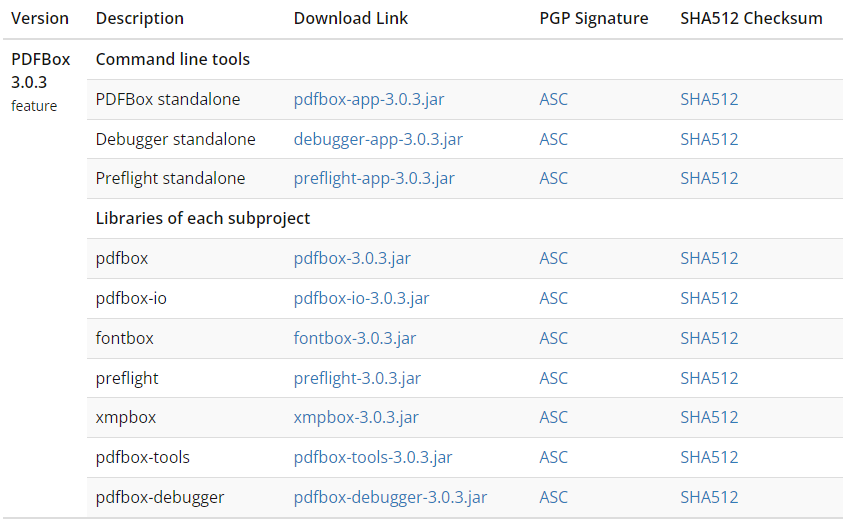 Version Description Download Link PGP Signature SHA512 Checksum
PDFBox Command line tools
3.0.3
feature
PDFBox standalone pdfbox-app-3.0.3.jar ASC SHA512
Debugger standalone debugger-app-3.0.3.jar ASC SHA512
Preflight standalone preflight-app-3.0.3.jar ASC SHA512
Libraries of each subproject
pdfbox pdfbox-3.0.3.jar ASC SHA512
pdfbox-io pdfbox-io-3.0.3.jar ASC SHA512
fontbox fontbox-3.0.3.jar ASC SHA512
preflight preflight-3.0.3.jar ASC SHA512
xmpbox xmpbox-3.0.3.jar ASC SHA512
pdfbox-tools pdfbox-tools-3.0.3.jar ASC SHA512
pdfbox-debugger pdfbox-debugger-3.0.3.jar ASC SHA512